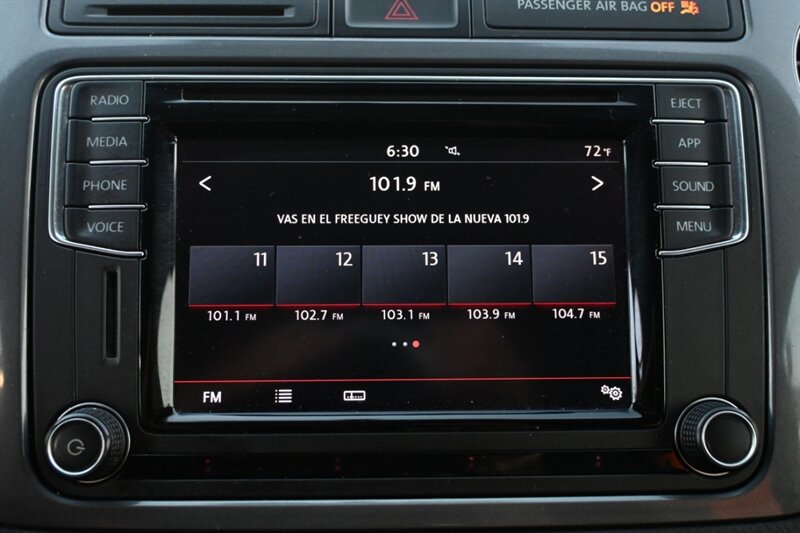 PASSENGER AIR BAG OFF
RADIO
MEDIA
PHONE
VOICE
EJECT
APP
SOUND
MENU
6:30 72°F
< 101.9 FM >
VAS EN EL FREEGUEY SHOW DE LA NUEVA 101.9
11 12 13 14 15
101.1 FM 102.7 FM 103.1 FM 103.9 FM 104.7 FM
FM